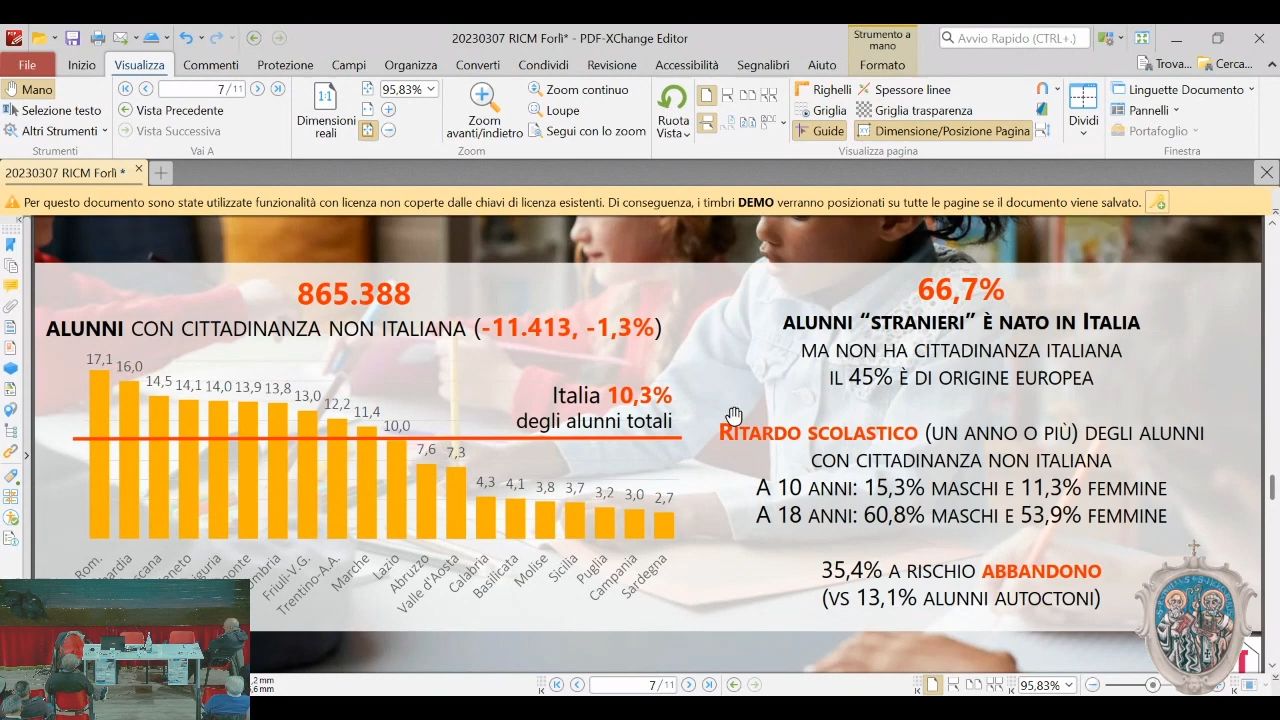 20230307 RICM Forlì* - PDF-XChange Editor
Strumento a mano
Avvio Rapido (CTRL+.)
File Inizio Visualizza Commenti Protezione Campi Organizza Converti Condividi Revisione Accessibilità Segnalibri Aiuto Formato
Trova... Cerca...
Mano
Selezione testo
Altri Strumenti
Strumenti
7/11
Vista Precedente
Vista Successiva
Vai A
1:1
Dimensioni reali
95,83%
Zoom avanti/indietro
Zoom continuo
Loupe
Segui con lo zoom
Zoom
Ruota Vista
Righelli Spessore linee
Griglia Griglia trasparenza
Guide Dimensione/Posizione Pagina
Visualizza pagina
Dividi
Linguette Documento
Pannelli
Portafoglio
Finestra
20230307 RICM Forlì *
Per questo documento sono state utilizzate funzionalità con licenza non coperte dalle chiavi di licenza esistenti. Di conseguenza, i timbri DEMO verranno posizionati su tutte le pagine se il documento viene salvato.
865.388
ALUNNI CON CITTADINANZA NON ITALIANA (-11.413, -1,3%)
17,1 16,0 14,5 14,1 14,0 13,9 13,8 13,0 12,2 11,4 10,0 7,6 7,3 4,3 4,1 3,8 3,7 3,2 3,0 2,7
Italia 10,3%
degli alunni totali
Rom. Friuli-V.G. Trentino-A.A. Marche Lazio Abruzzo Valle d'Aosta Calabria Basilicata Molise Sicilia Puglia Campania Sardegna
66,7%
ALUNNI “STRANIERI” È NATO IN ITALIA
MA NON HA CITTADINANZA ITALIANA
IL 45% È DI ORIGINE EUROPEA
RITARDO SCOLASTICO (UN ANNO O PIÙ) DEGLI ALUNNI
CON CITTADINANZA NON ITALIANA
A 10 ANNI: 15,3% MASCHI E 11,3% FEMMINE
A 18 ANNI: 60,8% MASCHI E 53,9% FEMMINE
35,4% A RISCHIO ABBANDONO
(VS 13,1% ALUNNI AUTOCTONI)
7/11
95,83%